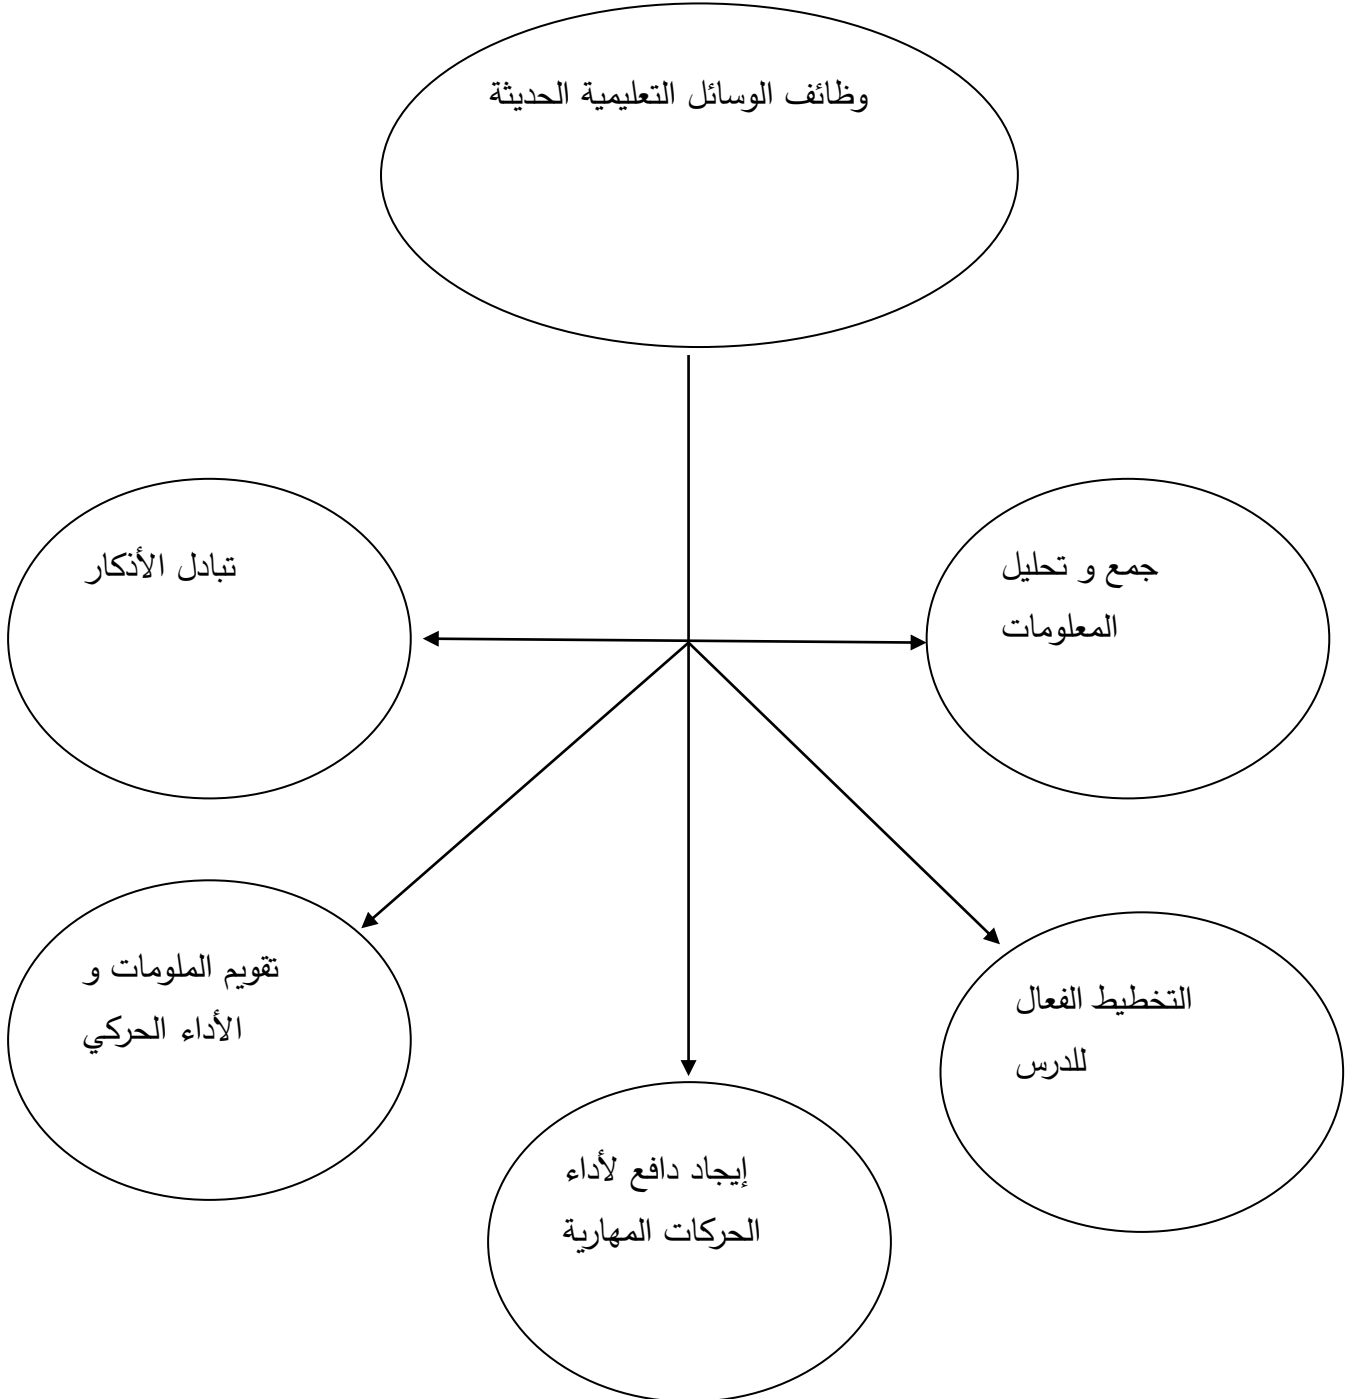 وظائف الوسائل التعليمية الحديثة
جمع و تحليل
المعلومات
تبادل الأذكار
التخطيط الفعال
للدرس
تقويم الملومات و
الأداء الحركي
إيجاد دافع لأداء
الحركات المهارية